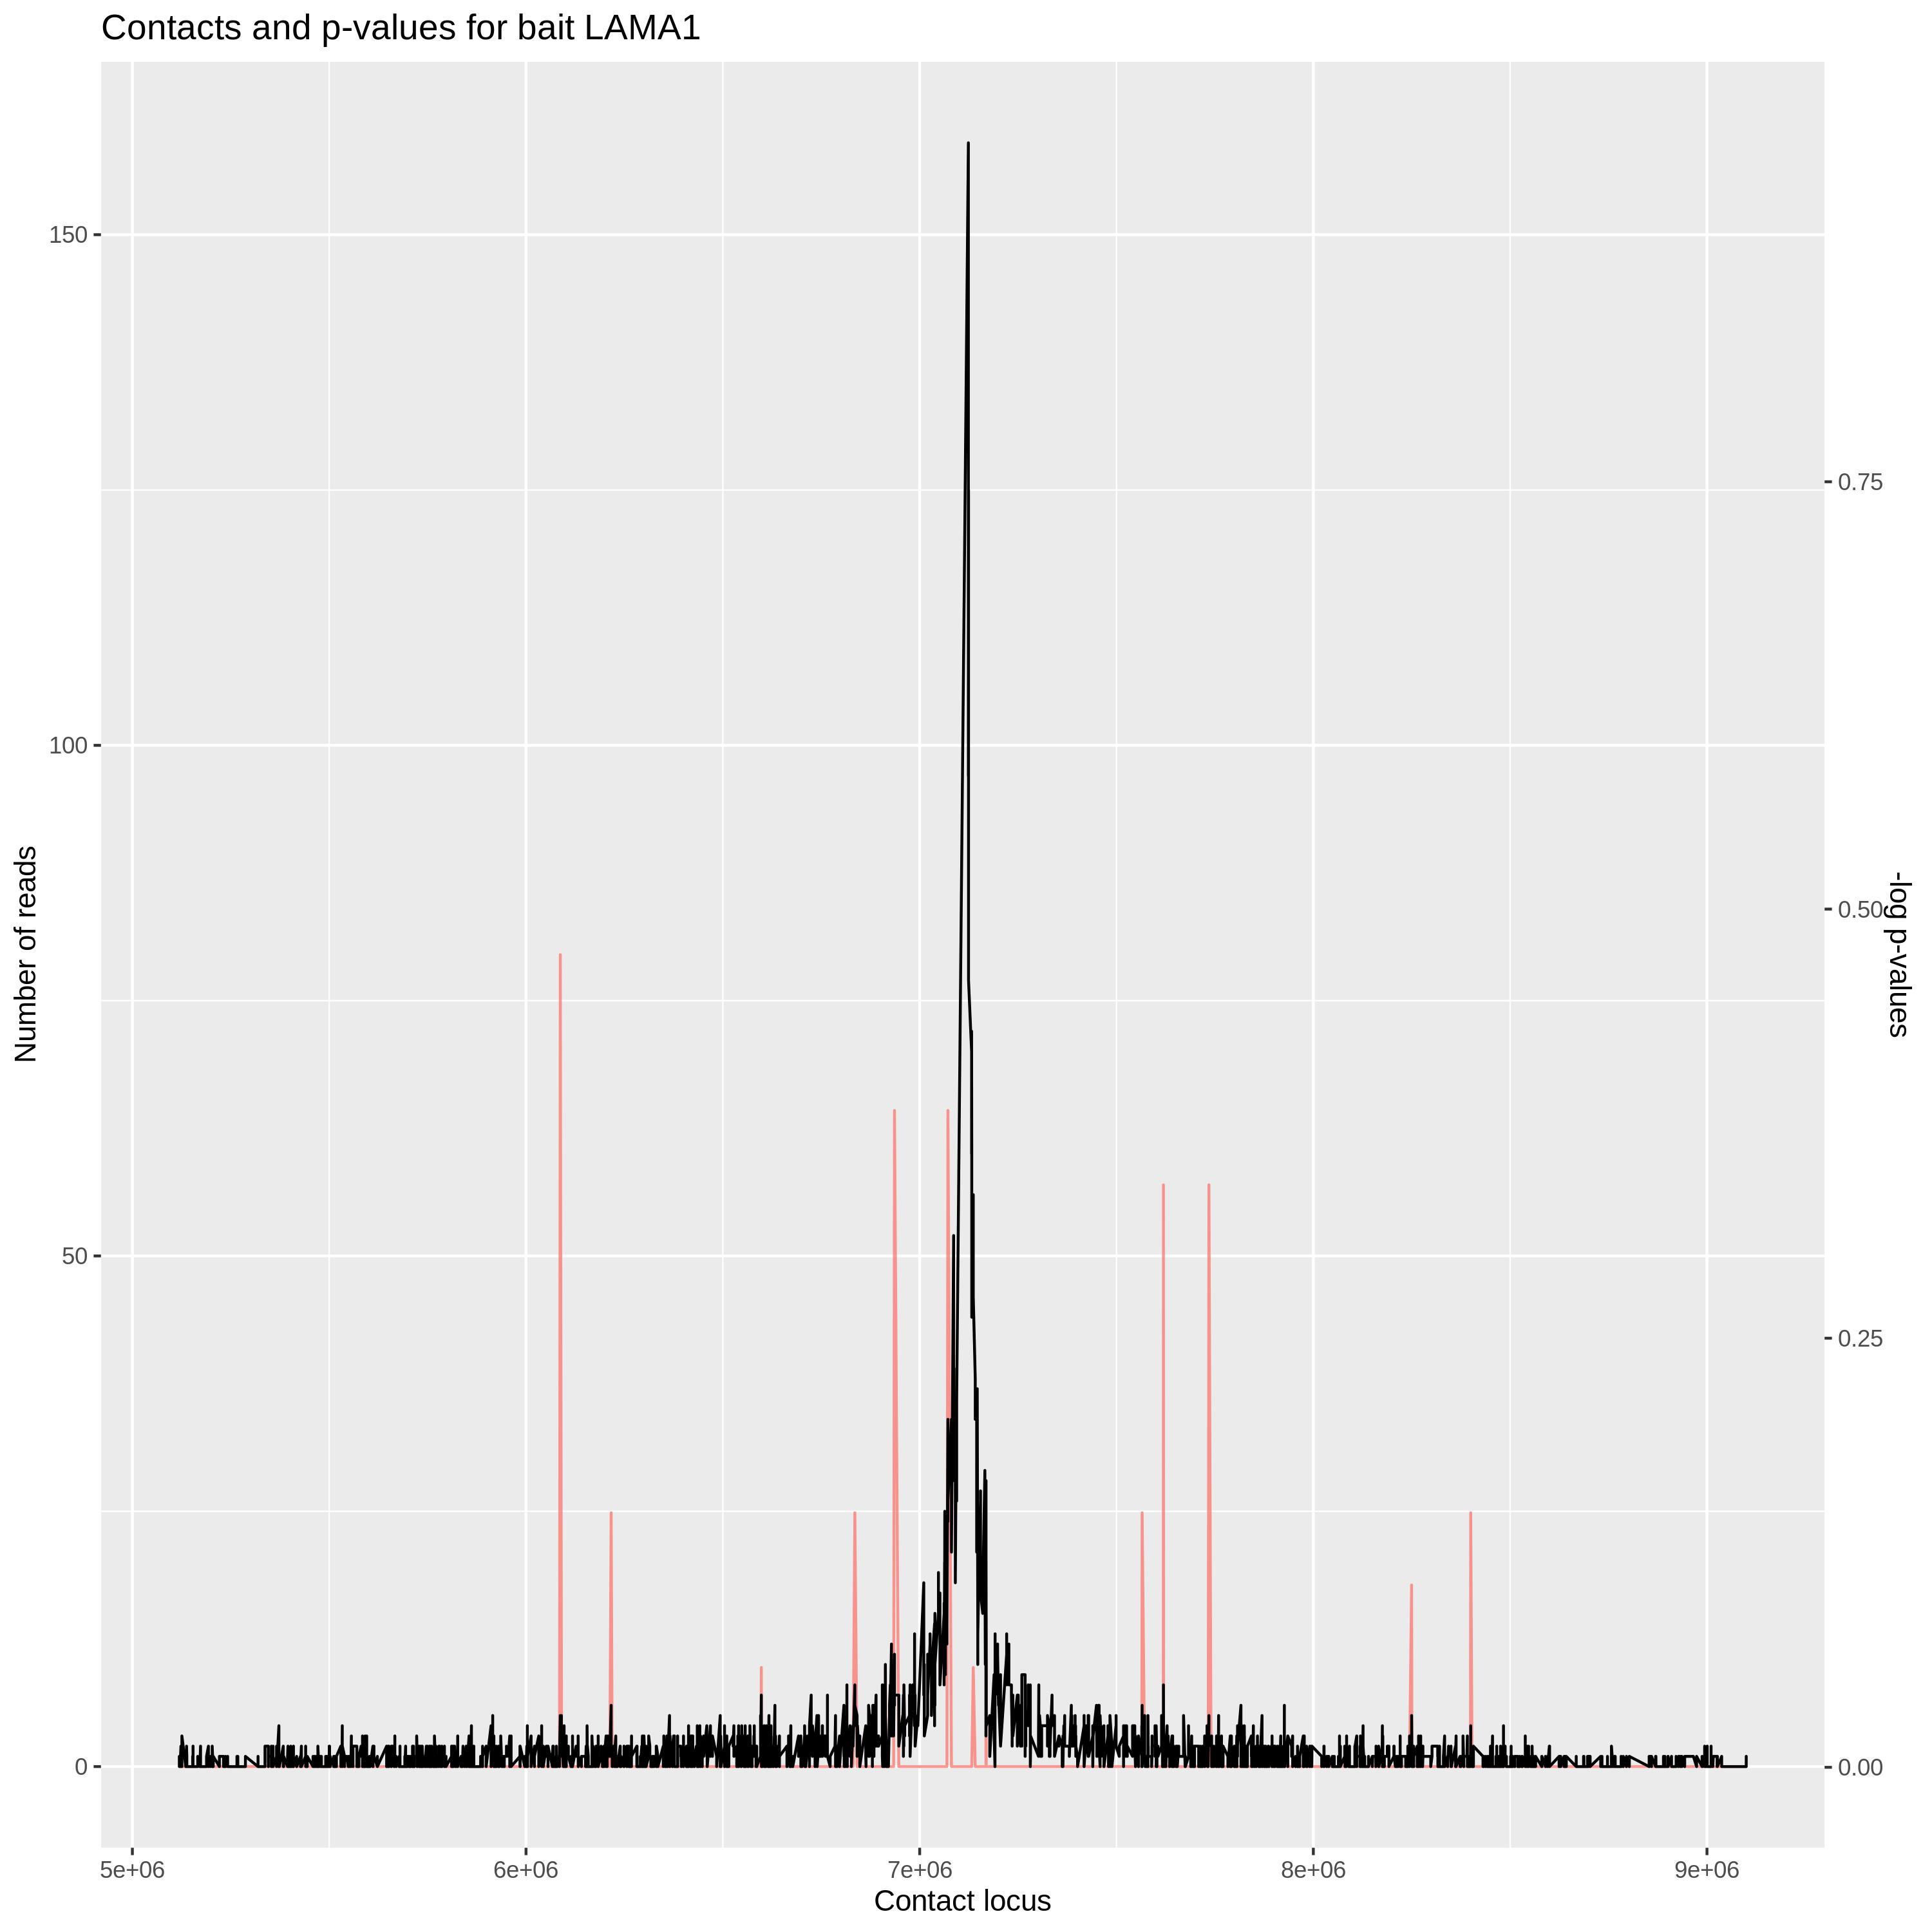 Contacts and p-values for bait LAMA1
150
100
50
0
0.75
0.50
0.25
0.00
Number of reads
-log p-values
5e+06 6e+06 7e+06 8e+06 9e+06
Contact locus